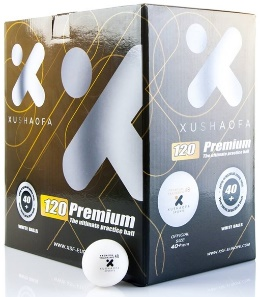 XUSHAOFA
120 Premium
The ultimate practice ball
40
+
WHITE BALLS
XUSHAOFA
120 Premium
The ultimate practice ball
40
+
WHITE BALLS
OFFICIAL
SIZE
40+